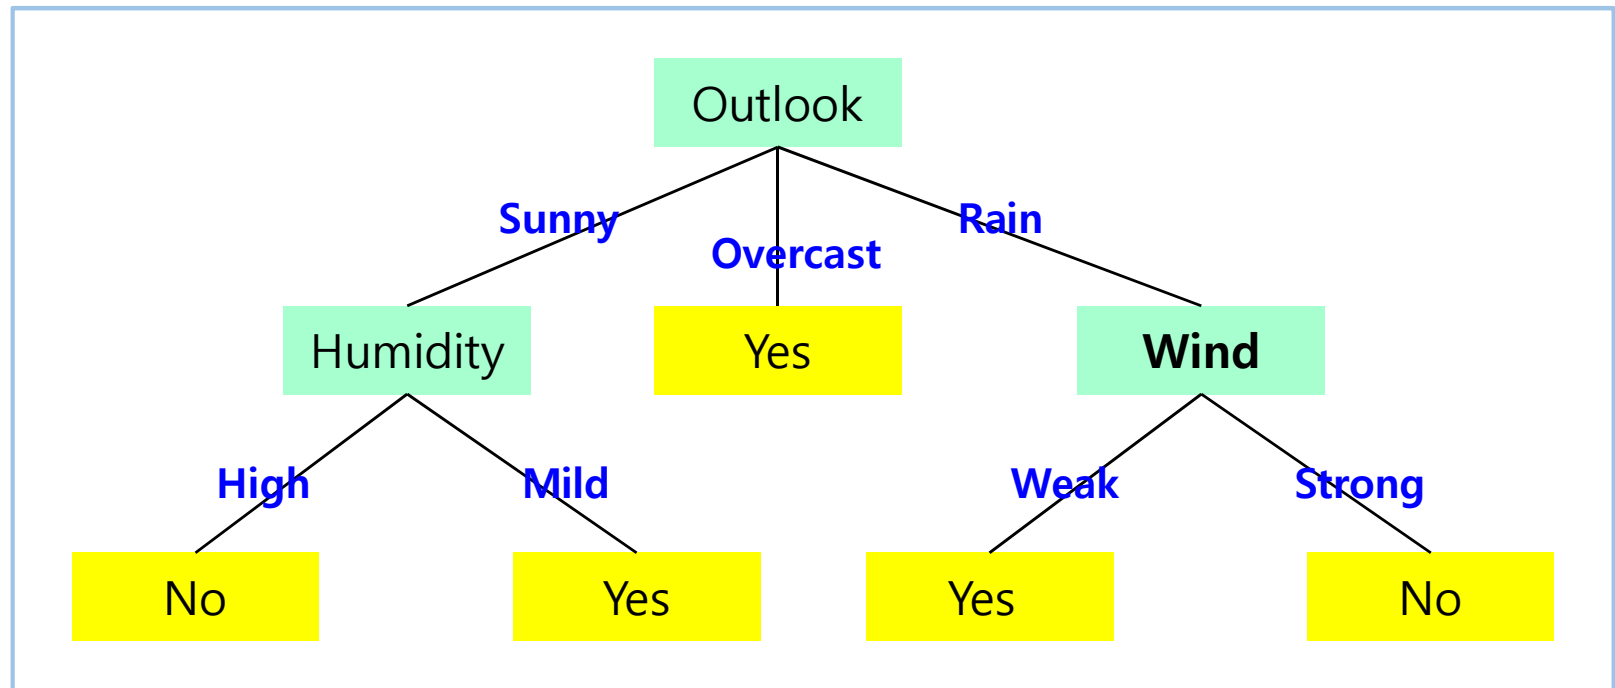 Outlook
Sunny
Overcast
Rain
Humidity
Yes
Wind
High
Mild
Weak
Strong
No
Yes
Yes
No